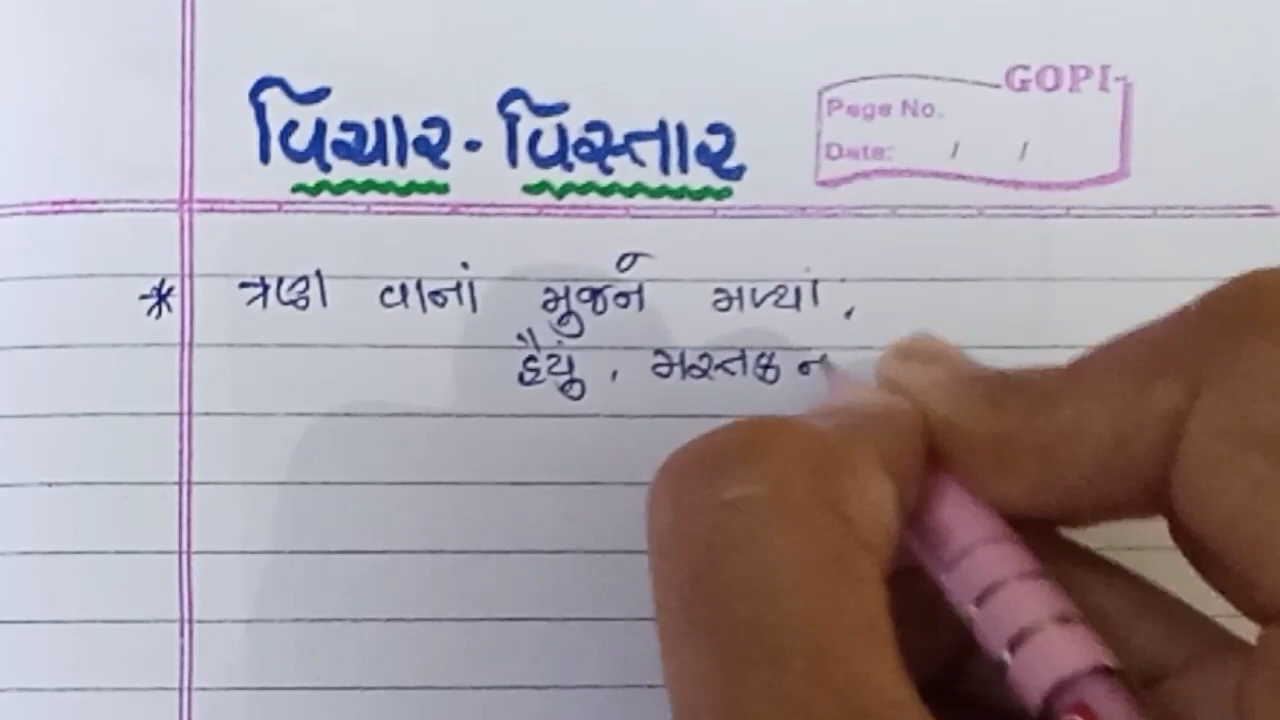 વિચાર - વિસ્તાર
GOPI
Page No.
Date: / /
* ત્રણ વાનાં મુજને મળ્યાં,
હૈયું, મસ્તક ન